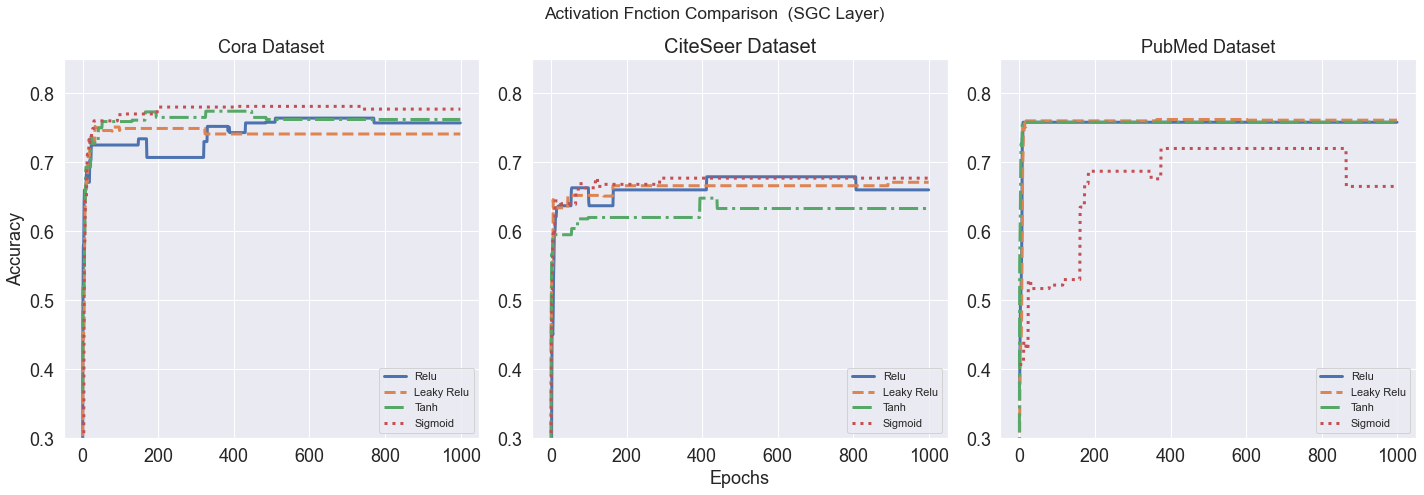 Activation Fnction Comparison  (SGC Layer)
Cora Dataset
Accuracy
0.8
0.7
0.6
0.5
0.4
0.3
0 200 400 600 800 1000
Relu
Leaky Relu
Tanh
Sigmoid
CiteSeer Dataset
0.8
0.7
0.6
0.5
0.4
0.3
0 200 400 600 800 1000
Epochs
Relu
Leaky Relu
Tanh
Sigmoid
PubMed Dataset
0.8
0.7
0.6
0.5
0.4
0.3
0 200 400 600 800 1000
Relu
Leaky Relu
Tanh
Sigmoid